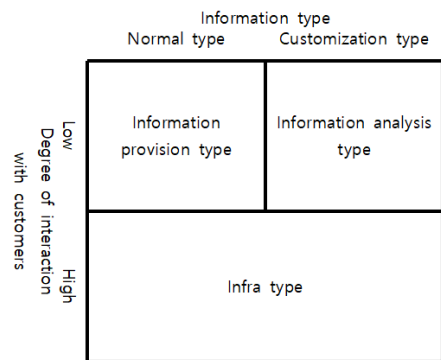 Information type
Normal type
Customization type
Low
Degree of interaction
with customers
High
Information
provision type
Information analysis
type
Infra type